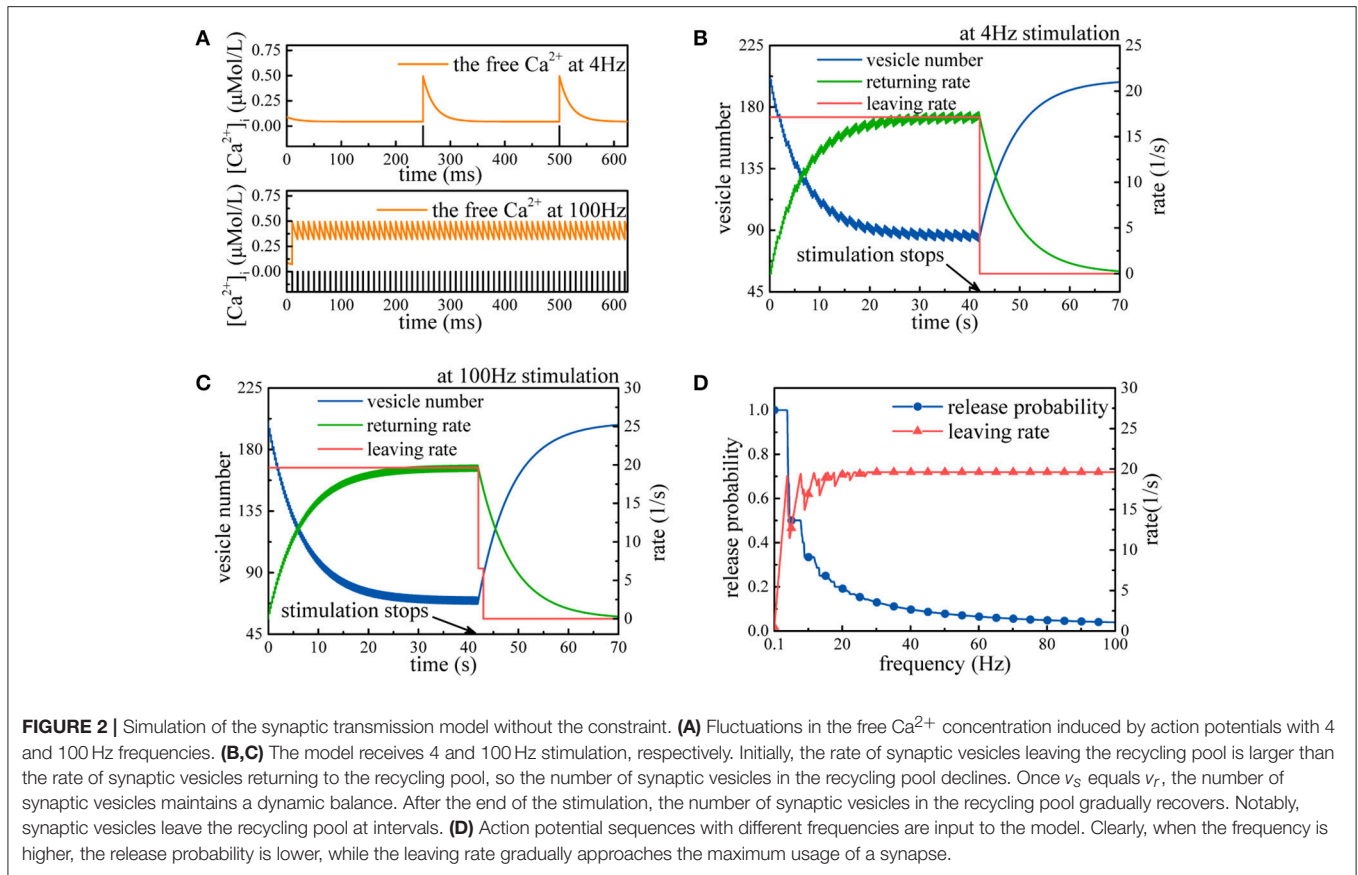 A
0.75
0.50
0.25
0.00
[Ca2+]i (μMol/L)
the free Ca2+ at 4Hz
0 100 200 300 400 500 600
time (ms)
0.75
0.50
0.25
0.00
[Ca2+]i (μMol/L)
the free Ca2+ at 100Hz
0 100 200 300 400 500 600
time (ms)
B
at 4Hz stimulation
225
180
135
90
45
vesicle number
vesicle number
returning rate
leaving rate
stimulation stops
25
20
15
10
5
0
rate (1/s)
0 10 20 30 40 50 60 70
time (s)
C
at 100Hz stimulation
225
180
135
90
45
vesicle number
vesicle number
returning rate
leaving rate
stimulation stops
30
25
20
15
10
5
0
rate (1/s)
0 10 20 30 40 50 60 70
time (s)
D
1.0
0.8
0.6
0.4
0.2
0.0
release probability
release probability
leaving rate
30
25
20
15
10
5
0
rate(1/s)
0.1 20 40 60 80 100
frequency (Hz)
FIGURE 2 | Simulation of the synaptic transmission model without the constraint. (A) Fluctuations in the free Ca2+ concentration induced by action potentials with 4
and 100 Hz frequencies. (B,C) The model receives 4 and 100 Hz stimulation, respectively. Initially, the rate of synaptic vesicles leaving the recycling pool is larger than
the rate of synaptic vesicles returning to the recycling pool, so the number of synaptic vesicles in the recycling pool declines. Once vs equals vr, the number of
synaptic vesicles maintains a dynamic balance. After the end of the stimulation, the number of synaptic vesicles in the recycling pool gradually recovers. Notably,
synaptic vesicles leave the recycling pool at intervals. (D) Action potential sequences with different frequencies are input to the model. Clearly, when the frequency is
higher, the release probability is lower, while the leaving rate gradually approaches the maximum usage of a synapse.